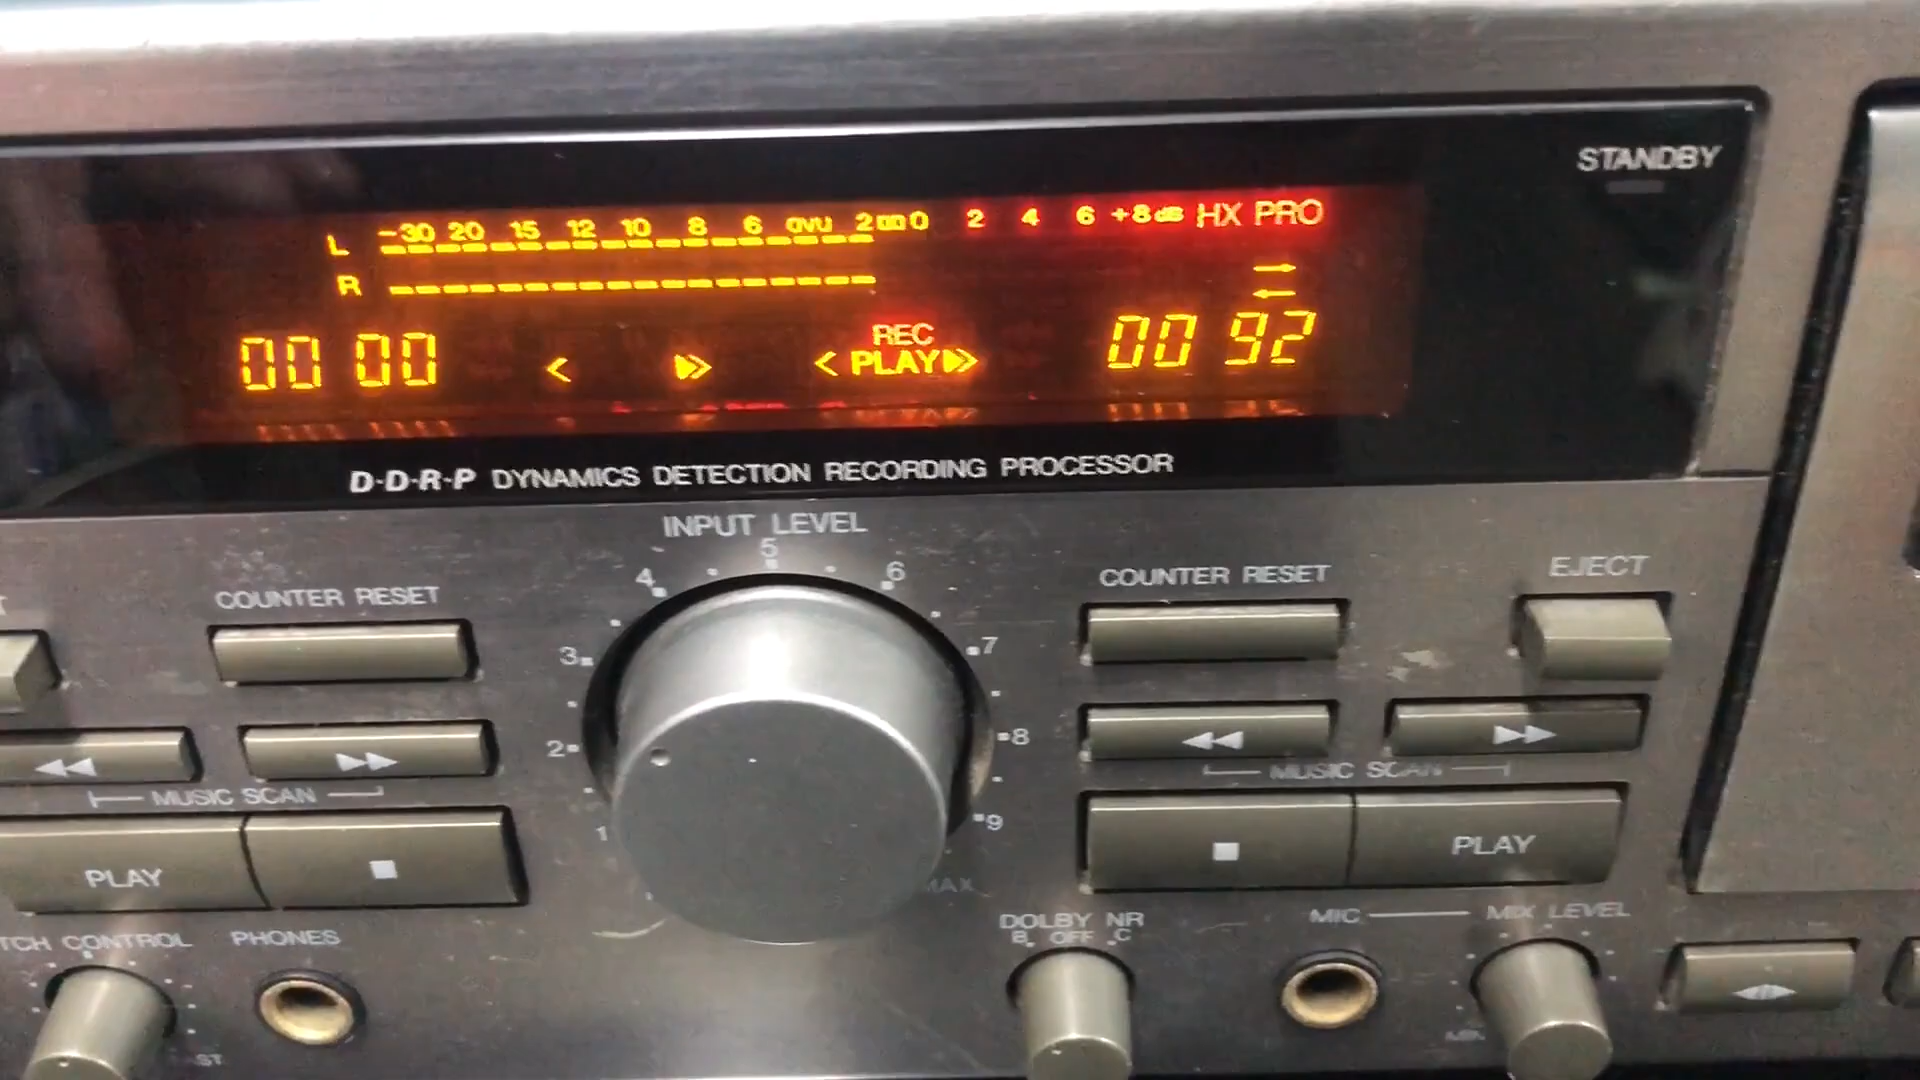 STANDBY
L -30 20 15 12 10 8 6 OVU 2 0 2 4 6 +8dB HX PRO
R
REC
00 00 < PLAY 00 92
D·D·R·P DYNAMICS DETECTION RECORDING PROCESSOR
INPUT LEVEL
1 2 3 4 5 6 7 8 9 MAX
COUNTER RESET
COUNTER RESET
EJECT
MUSIC SCAN
MUSIC SCAN
PLAY
PLAY
TCH CONTROL
PHONES
DOLBY NR
B OFF C
MIC
MIX LEVEL
ST